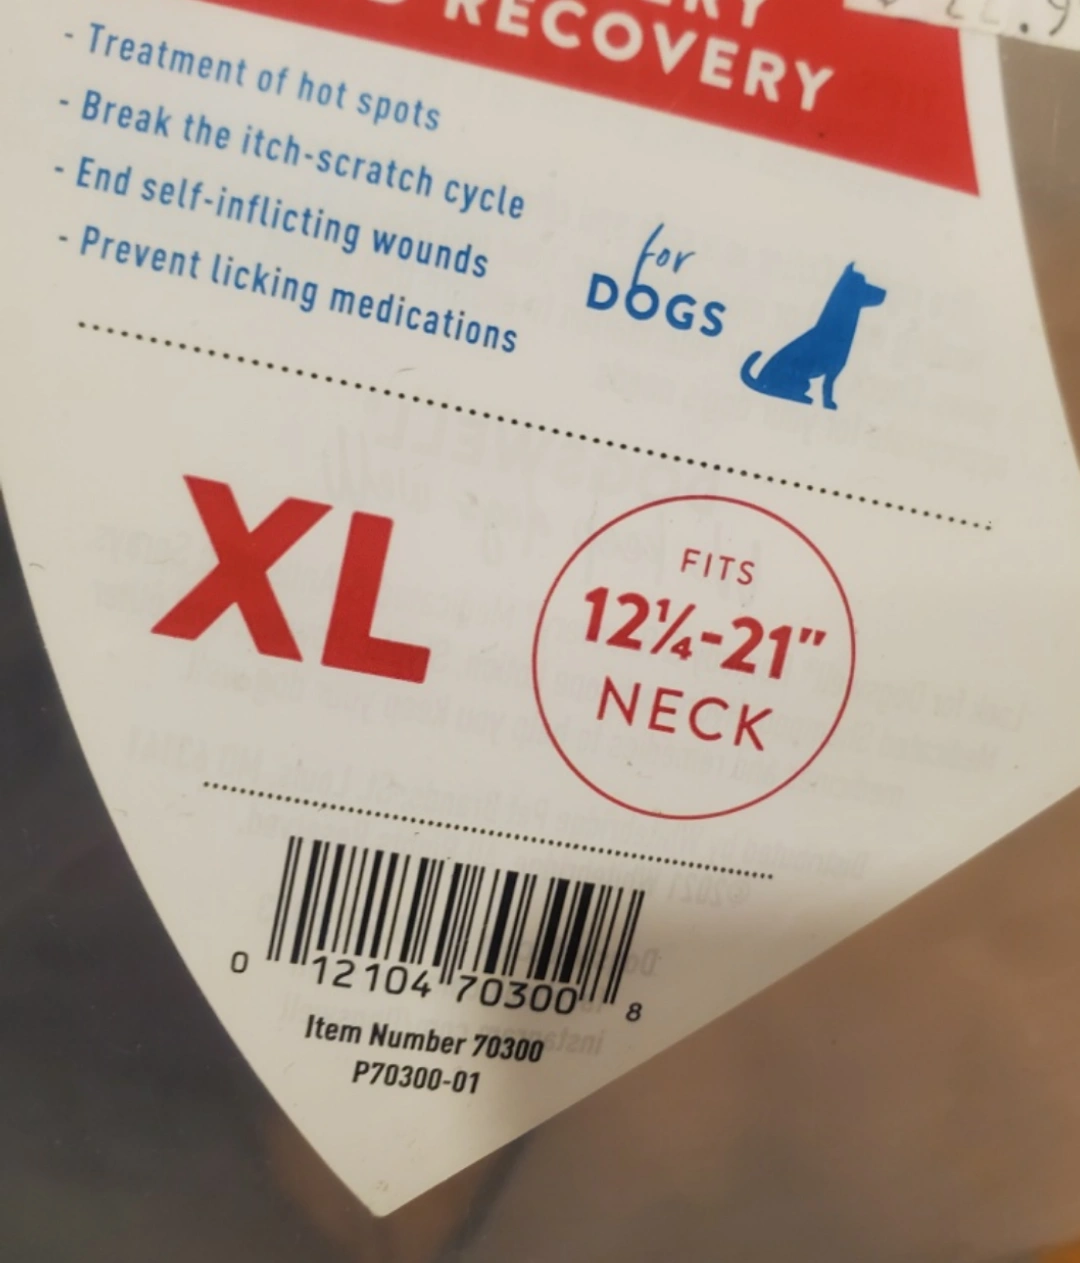 RECOVERY
- Treatment of hot spots
- Break the itch-scratch cycle
- End self-inflicting wounds
- Prevent licking medications
for
DOGS
XL
FITS
12¼-21"
NECK
0 12104 70300 8
Item Number 70300
P70300-01